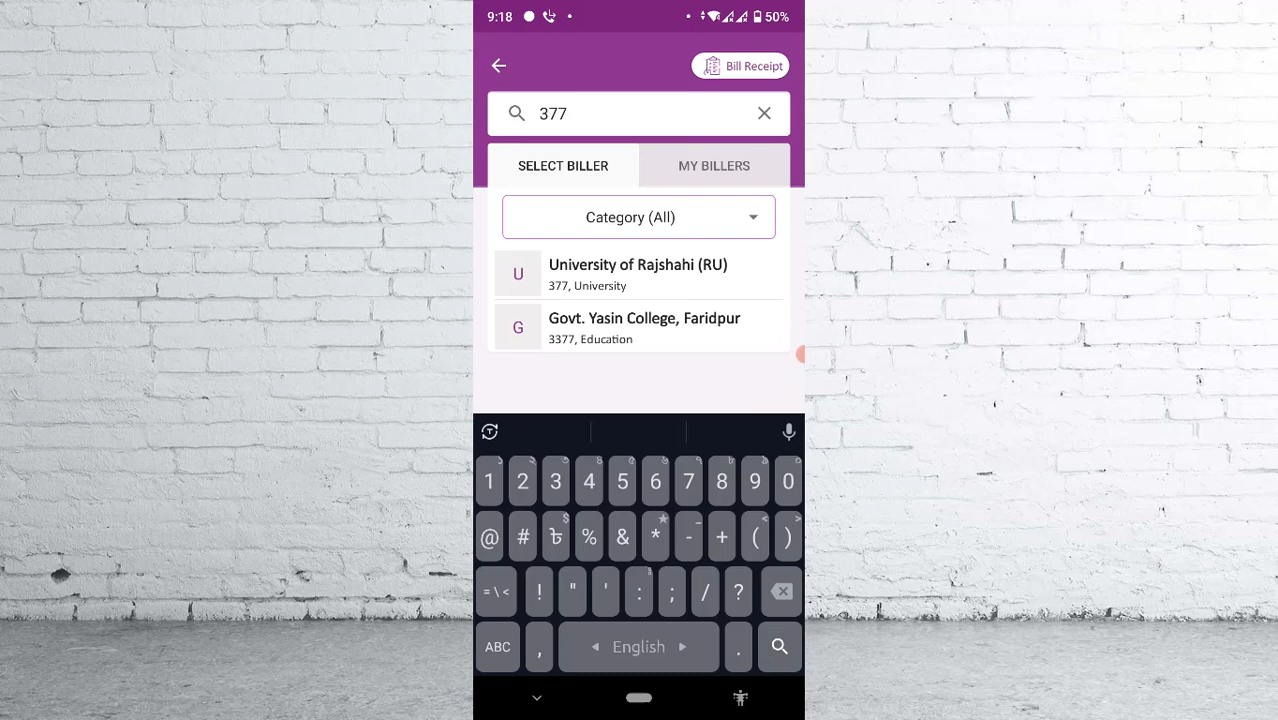 9:18 50%
Bill Receipt
377
SELECT BILLER MY BILLERS
Category (All)
U University of Rajshahi (RU)
377, University
G Govt. Yasin College, Faridpur
3377, Education
1 2 3 4 5 6 7 8 9 0
@ # ৳ % & * - + ( )
= \ < ! " ' : ; / ?
ABC , English .